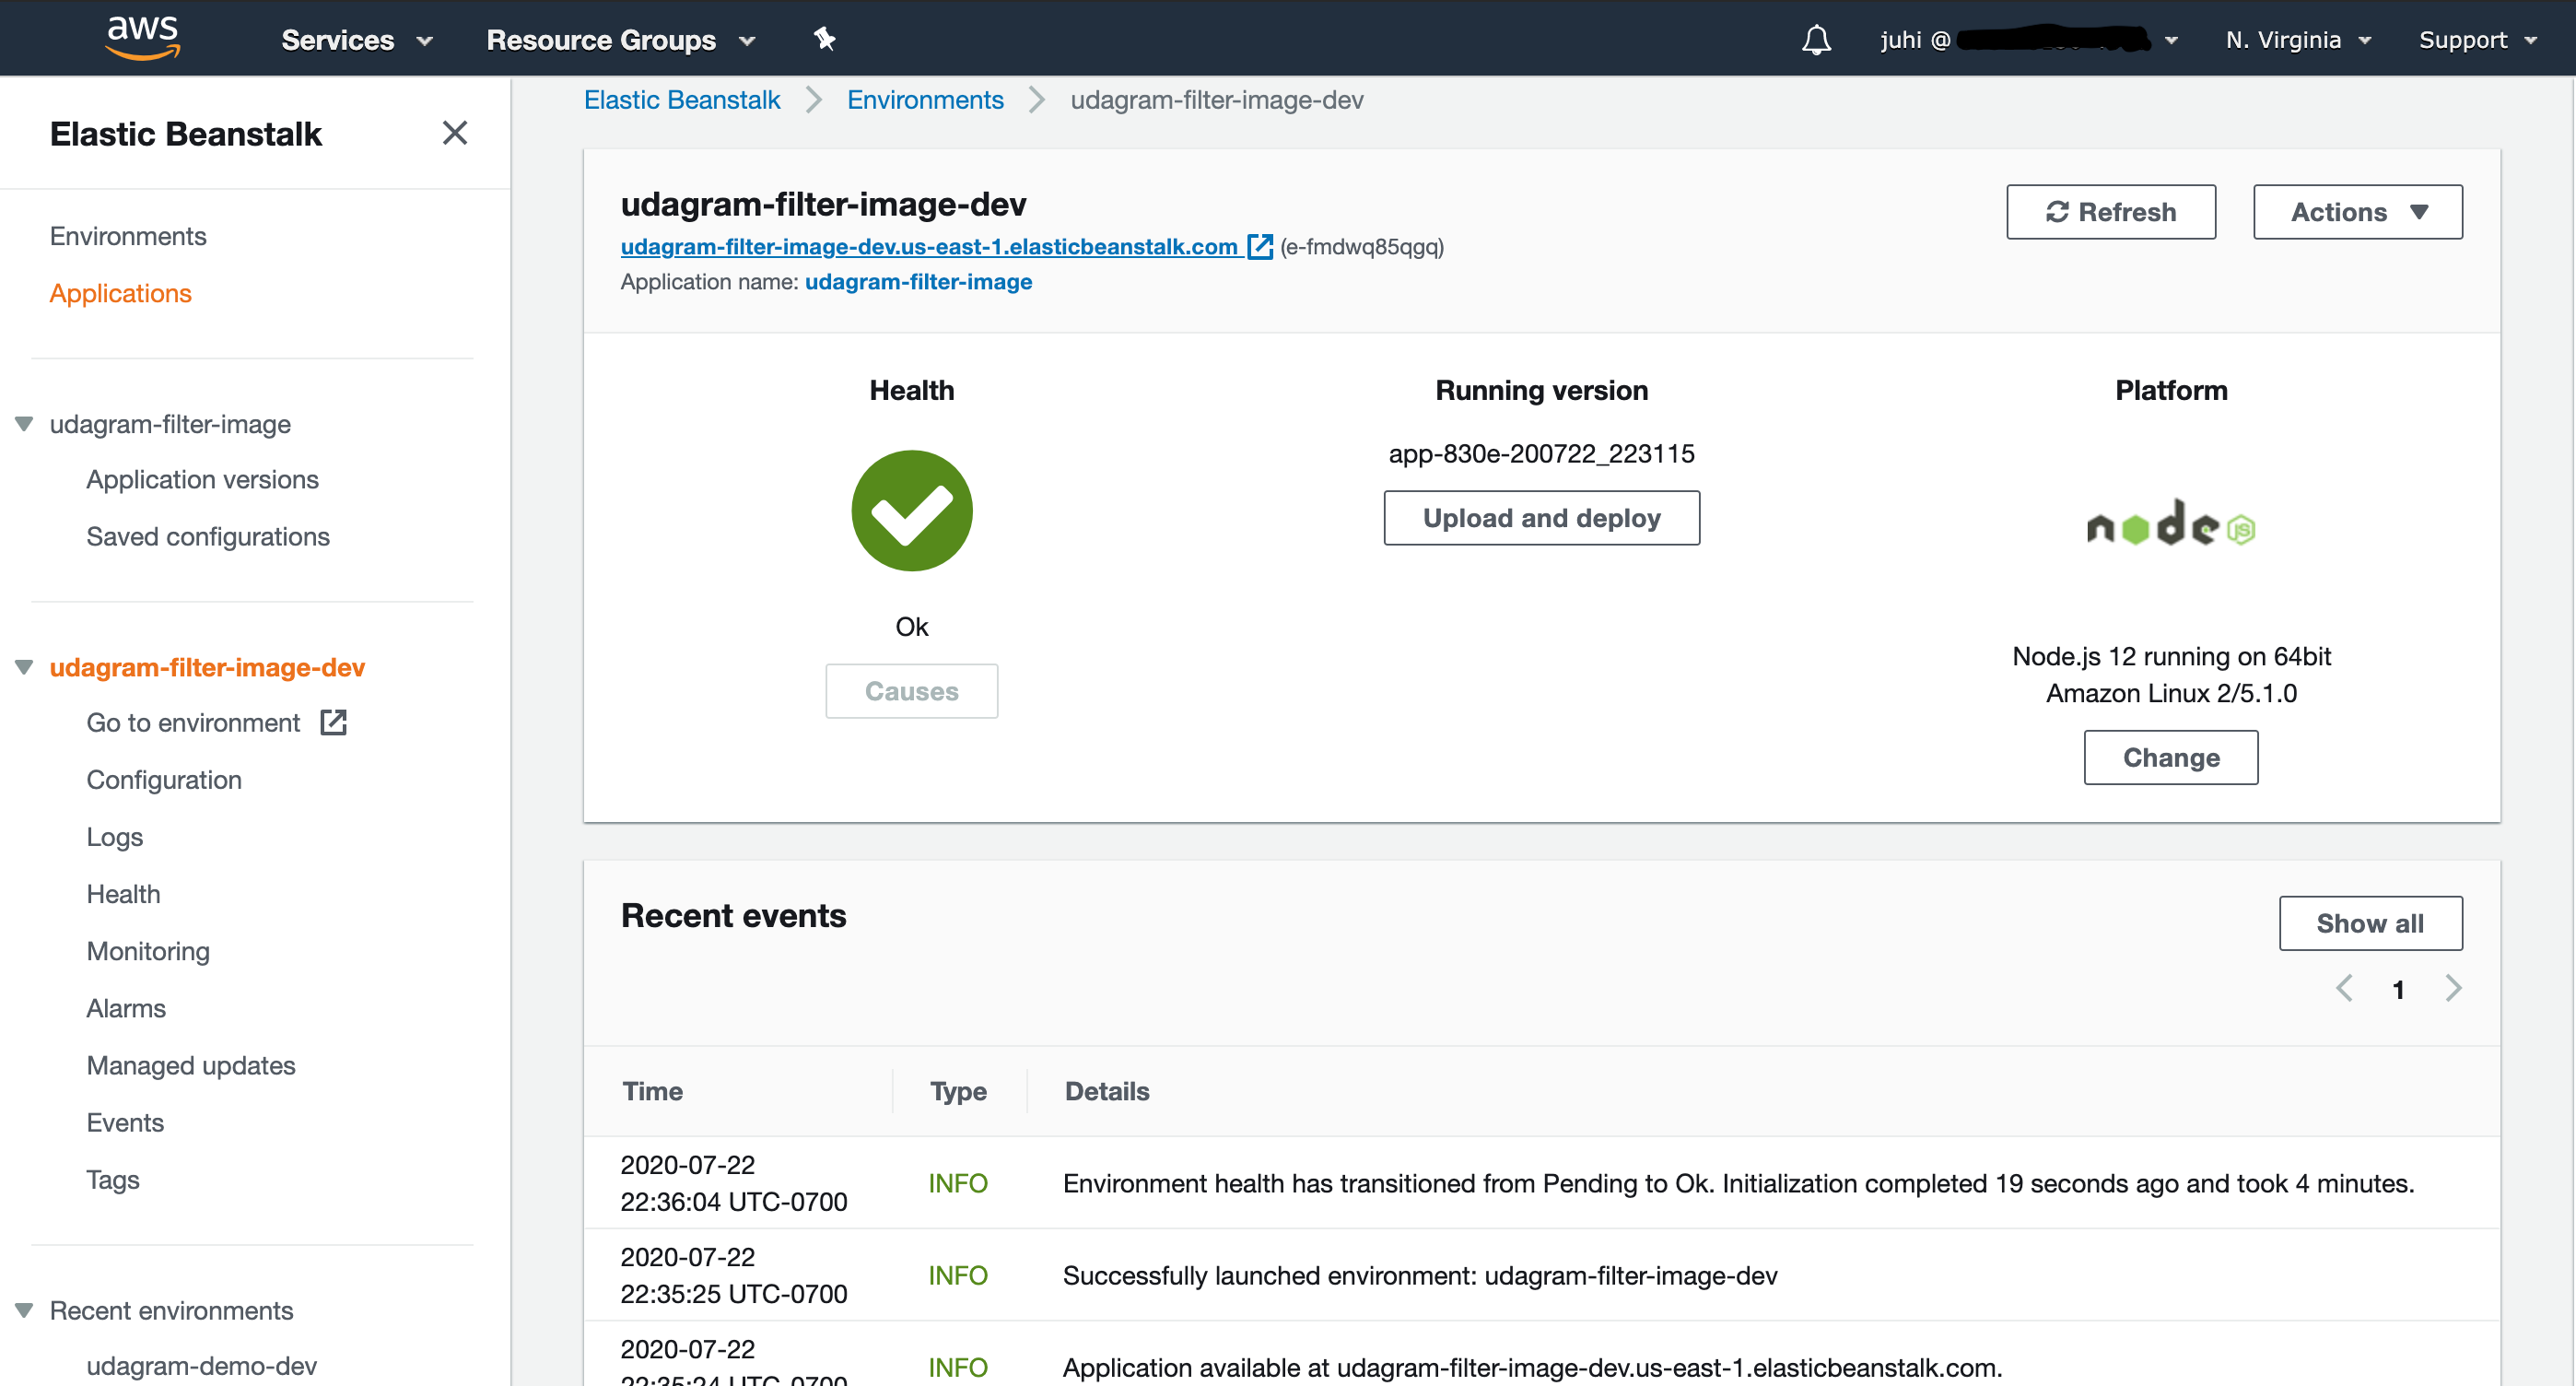 aws
Services
Resource Groups
juhi @
N. Virginia
Support
Elastic Beanstalk
Environments
Applications
udagram-filter-image
Application versions
Saved configurations
udagram-filter-image-dev
Go to environment
Configuration
Logs
Health
Monitoring
Alarms
Managed updates
Events
Tags
Recent environments
udagram-demo-dev
Elastic Beanstalk > Environments > udagram-filter-image-dev
udagram-filter-image-dev
udagram-filter-image-dev.us-east-1.elasticbeanstalk.com (e-fmdwq85qgq)
Application name: udagram-filter-image
Refresh
Actions
Health
Ok
Causes
Running version
app-830e-200722_223115
Upload and deploy
Platform
node JS
Node.js 12 running on 64bit
Amazon Linux 2/5.1.0
Change
Recent events
Show all
1
Time Type Details
2020-07-22
22:36:04 UTC-0700
INFO
Environment health has transitioned from Pending to Ok. Initialization completed 19 seconds ago and took 4 minutes.
2020-07-22
22:35:25 UTC-0700
INFO
Successfully launched environment: udagram-filter-image-dev
2020-07-22
22:35:24 UTC-0700
INFO
Application available at udagram-filter-image-dev.us-east-1.elasticbeanstalk.com.